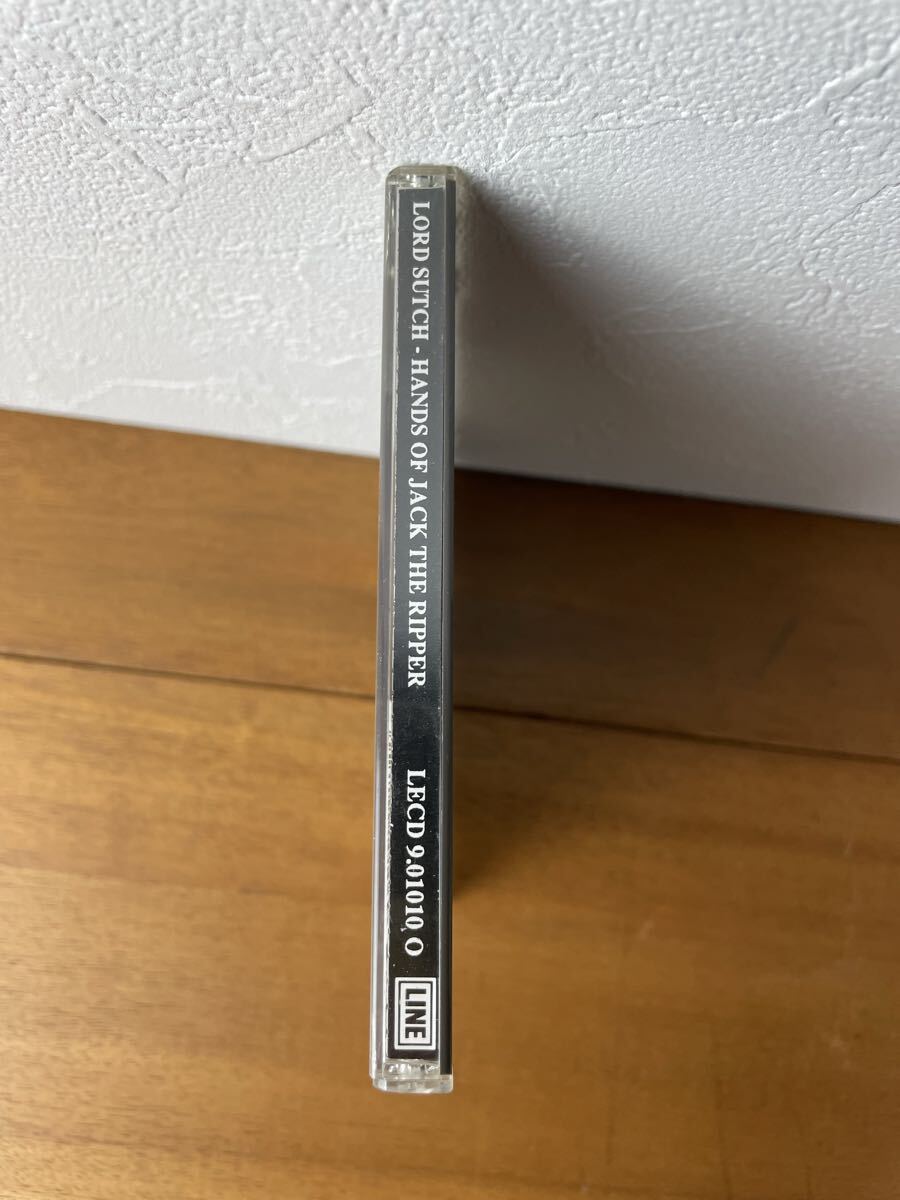 LORD SUTCH - HANDS OF JACK THE RIPPER LECD 9.01010 O
LINE